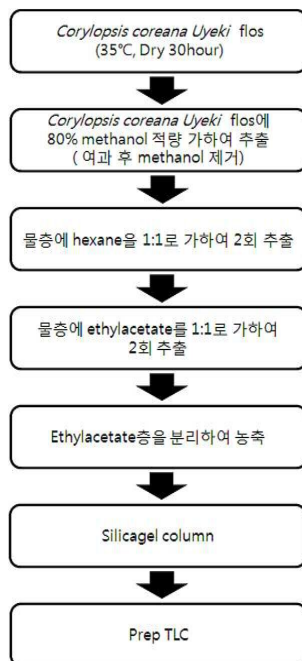 Corylopsis coreana Uyeki flos
(35℃, Dry 30hour)
Corylopsis coreana Uyeki flos에
80% methanol 적량 가하여 추출
( 여과 후 methanol 제거)
물층에 hexane을 1:1로 가하여 2회 추출
물층에 ethylacetate를 1:1로 가하여
2회 추출
Ethylacetate층을 분리하여 농축
Silicagel column
Prep TLC